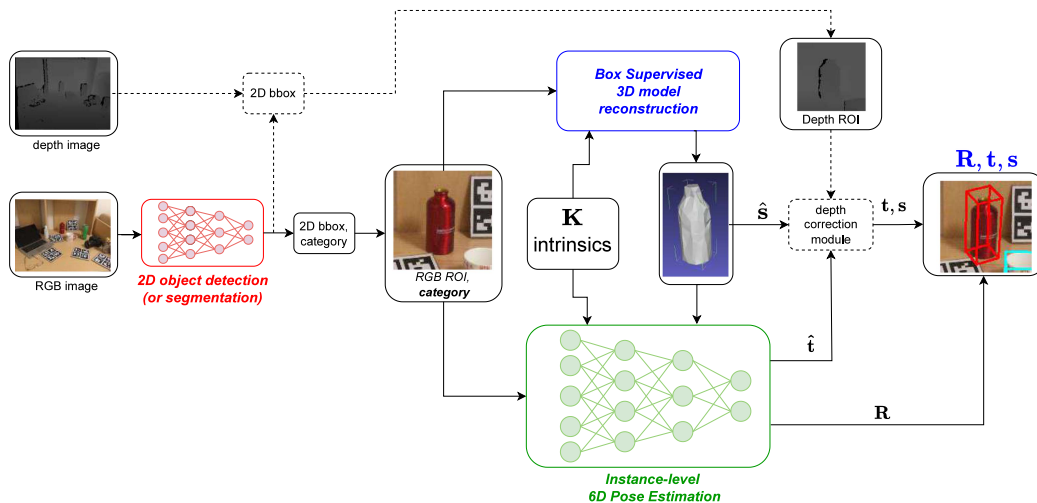 depth image
2D bbox
Box Supervised
3D model
reconstruction
Depth ROI
RGB image
2D object detection
(or segmentation)
2D bbox,
category
RGB ROI,
category
K
intrinsics
ŝ
depth
correction
module
t, s
R, t, s
t̂
R
Instance-level
6D Pose Estimation